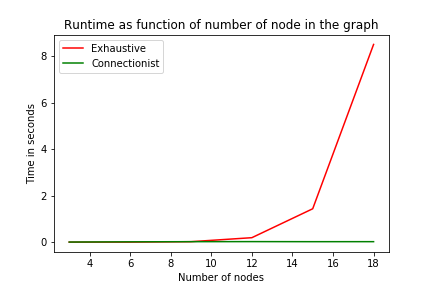 Runtime as function of number of node in the graph
Exhaustive
Connectionist
Time in seconds
8
6
4
2
0
4 6 8 10 12 14 16 18
Number of nodes